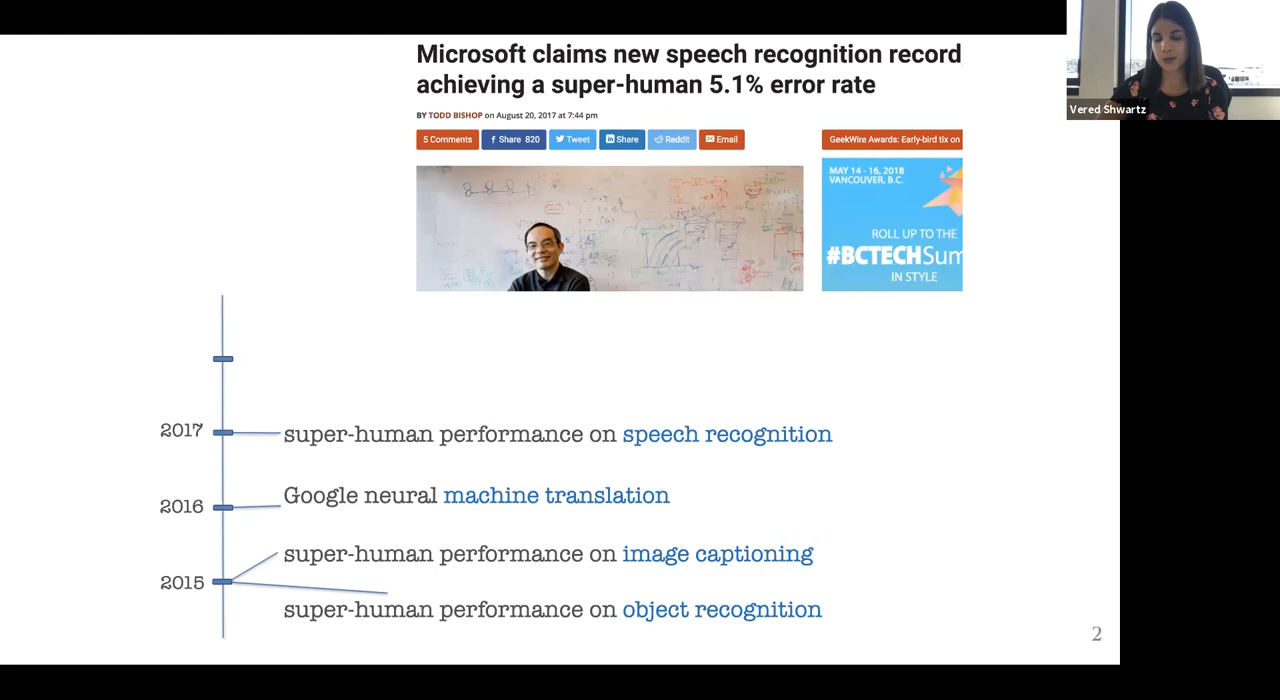 Microsoft claims new speech recognition record
achieving a super-human 5.1% error rate
BY TODD BISHOP on August 20, 2017 at 7:44 pm
5 Comments
Share 820
Tweet
Share
Reddit
Email
GeekWire Awards: Early-bird tix on
MAY 14 - 16, 2018
VANCOUVER, B.C.
ROLL UP TO THE
#BCTECHSum
IN STYLE
Vered Shwartz
2017
super-human performance on speech recognition
2016
Google neural machine translation
super-human performance on image captioning
2015
super-human performance on object recognition
2